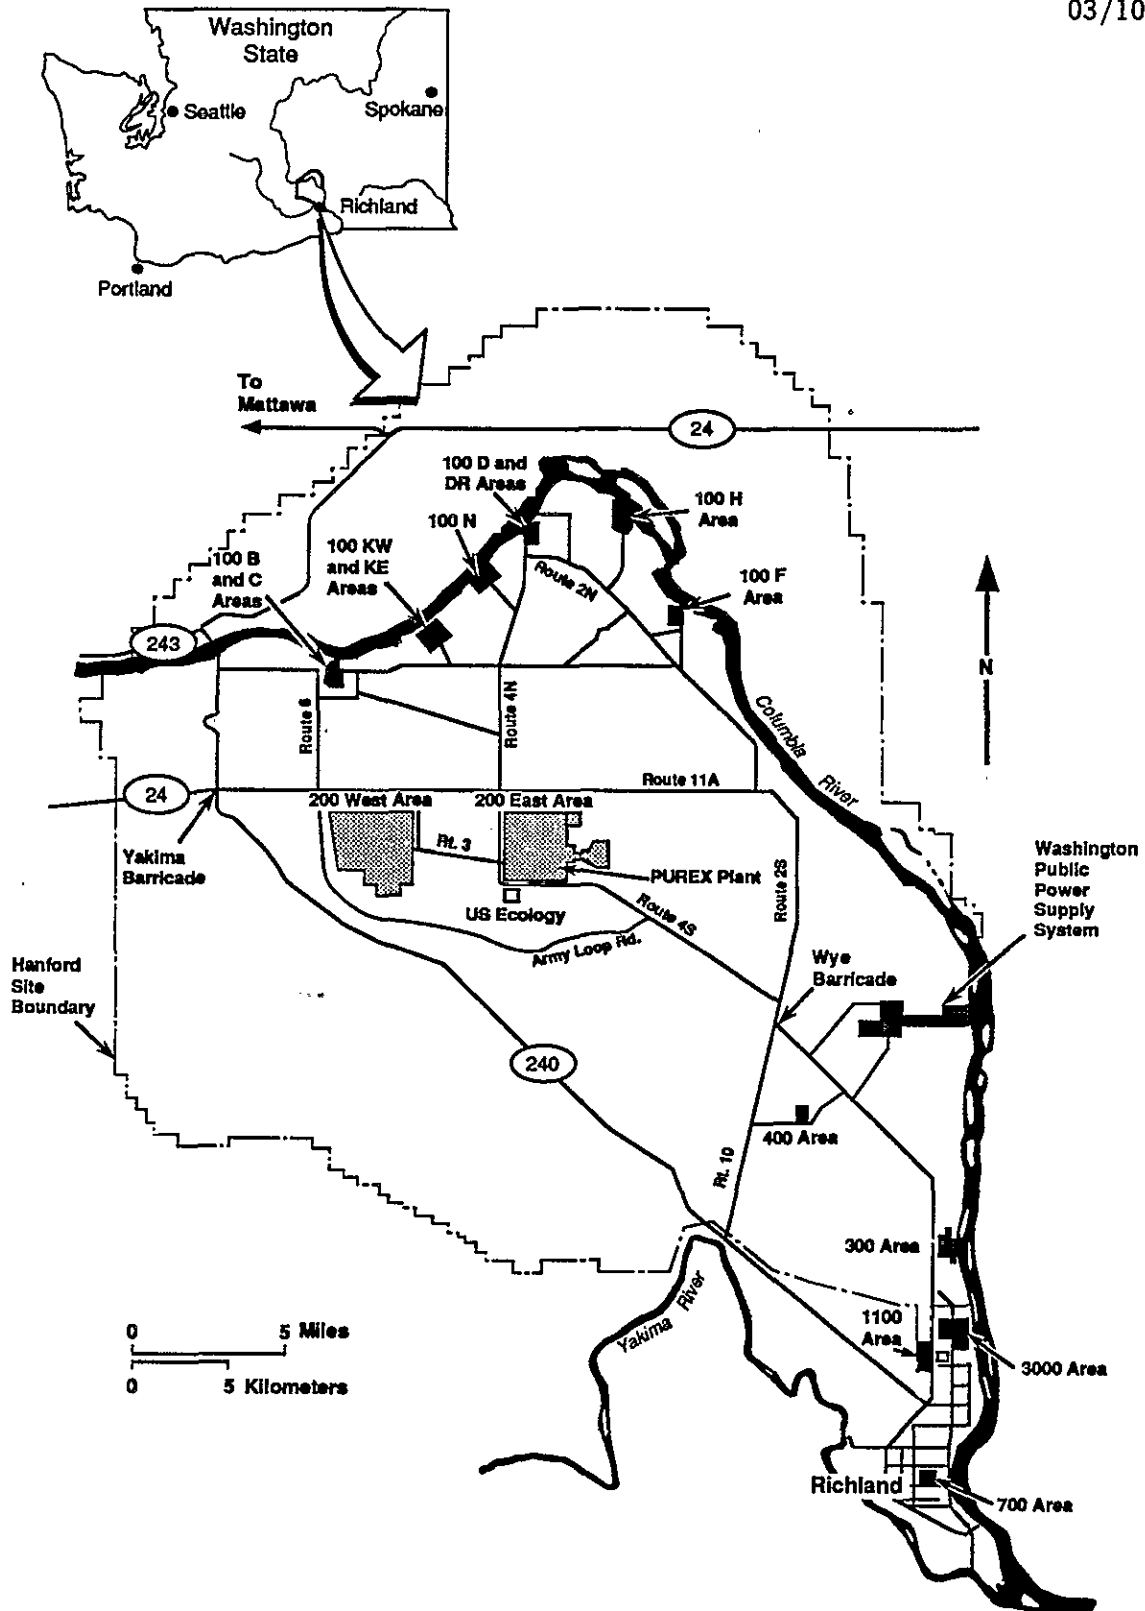 03/10
Washington
State
Seattle
Spokane
Richland
Portland
To
Mattawa
24
100 D and
DR Areas
100 H
Area
100 N
100 KW
and KE
Areas
100 B
and C
Areas
Route 2N
100 F
Area
243
N
Route 6
Route 4N
Columbia
River
Route 11A
24
200 West Area
200 East Area
Rt. 3
Yakima
Barricade
PUREX Plant
Route 2S
Washington
Public
Power
Supply
System
US Ecology
Route 4S
Army Loop Rd.
Wye
Barricade
Hanford
Site
Boundary
240
400 Area
Rt. 10
300 Area
Yakima
River
1100
Area
3000 Area
0 5 Miles
0 5 Kilometers
Richland
700 Area